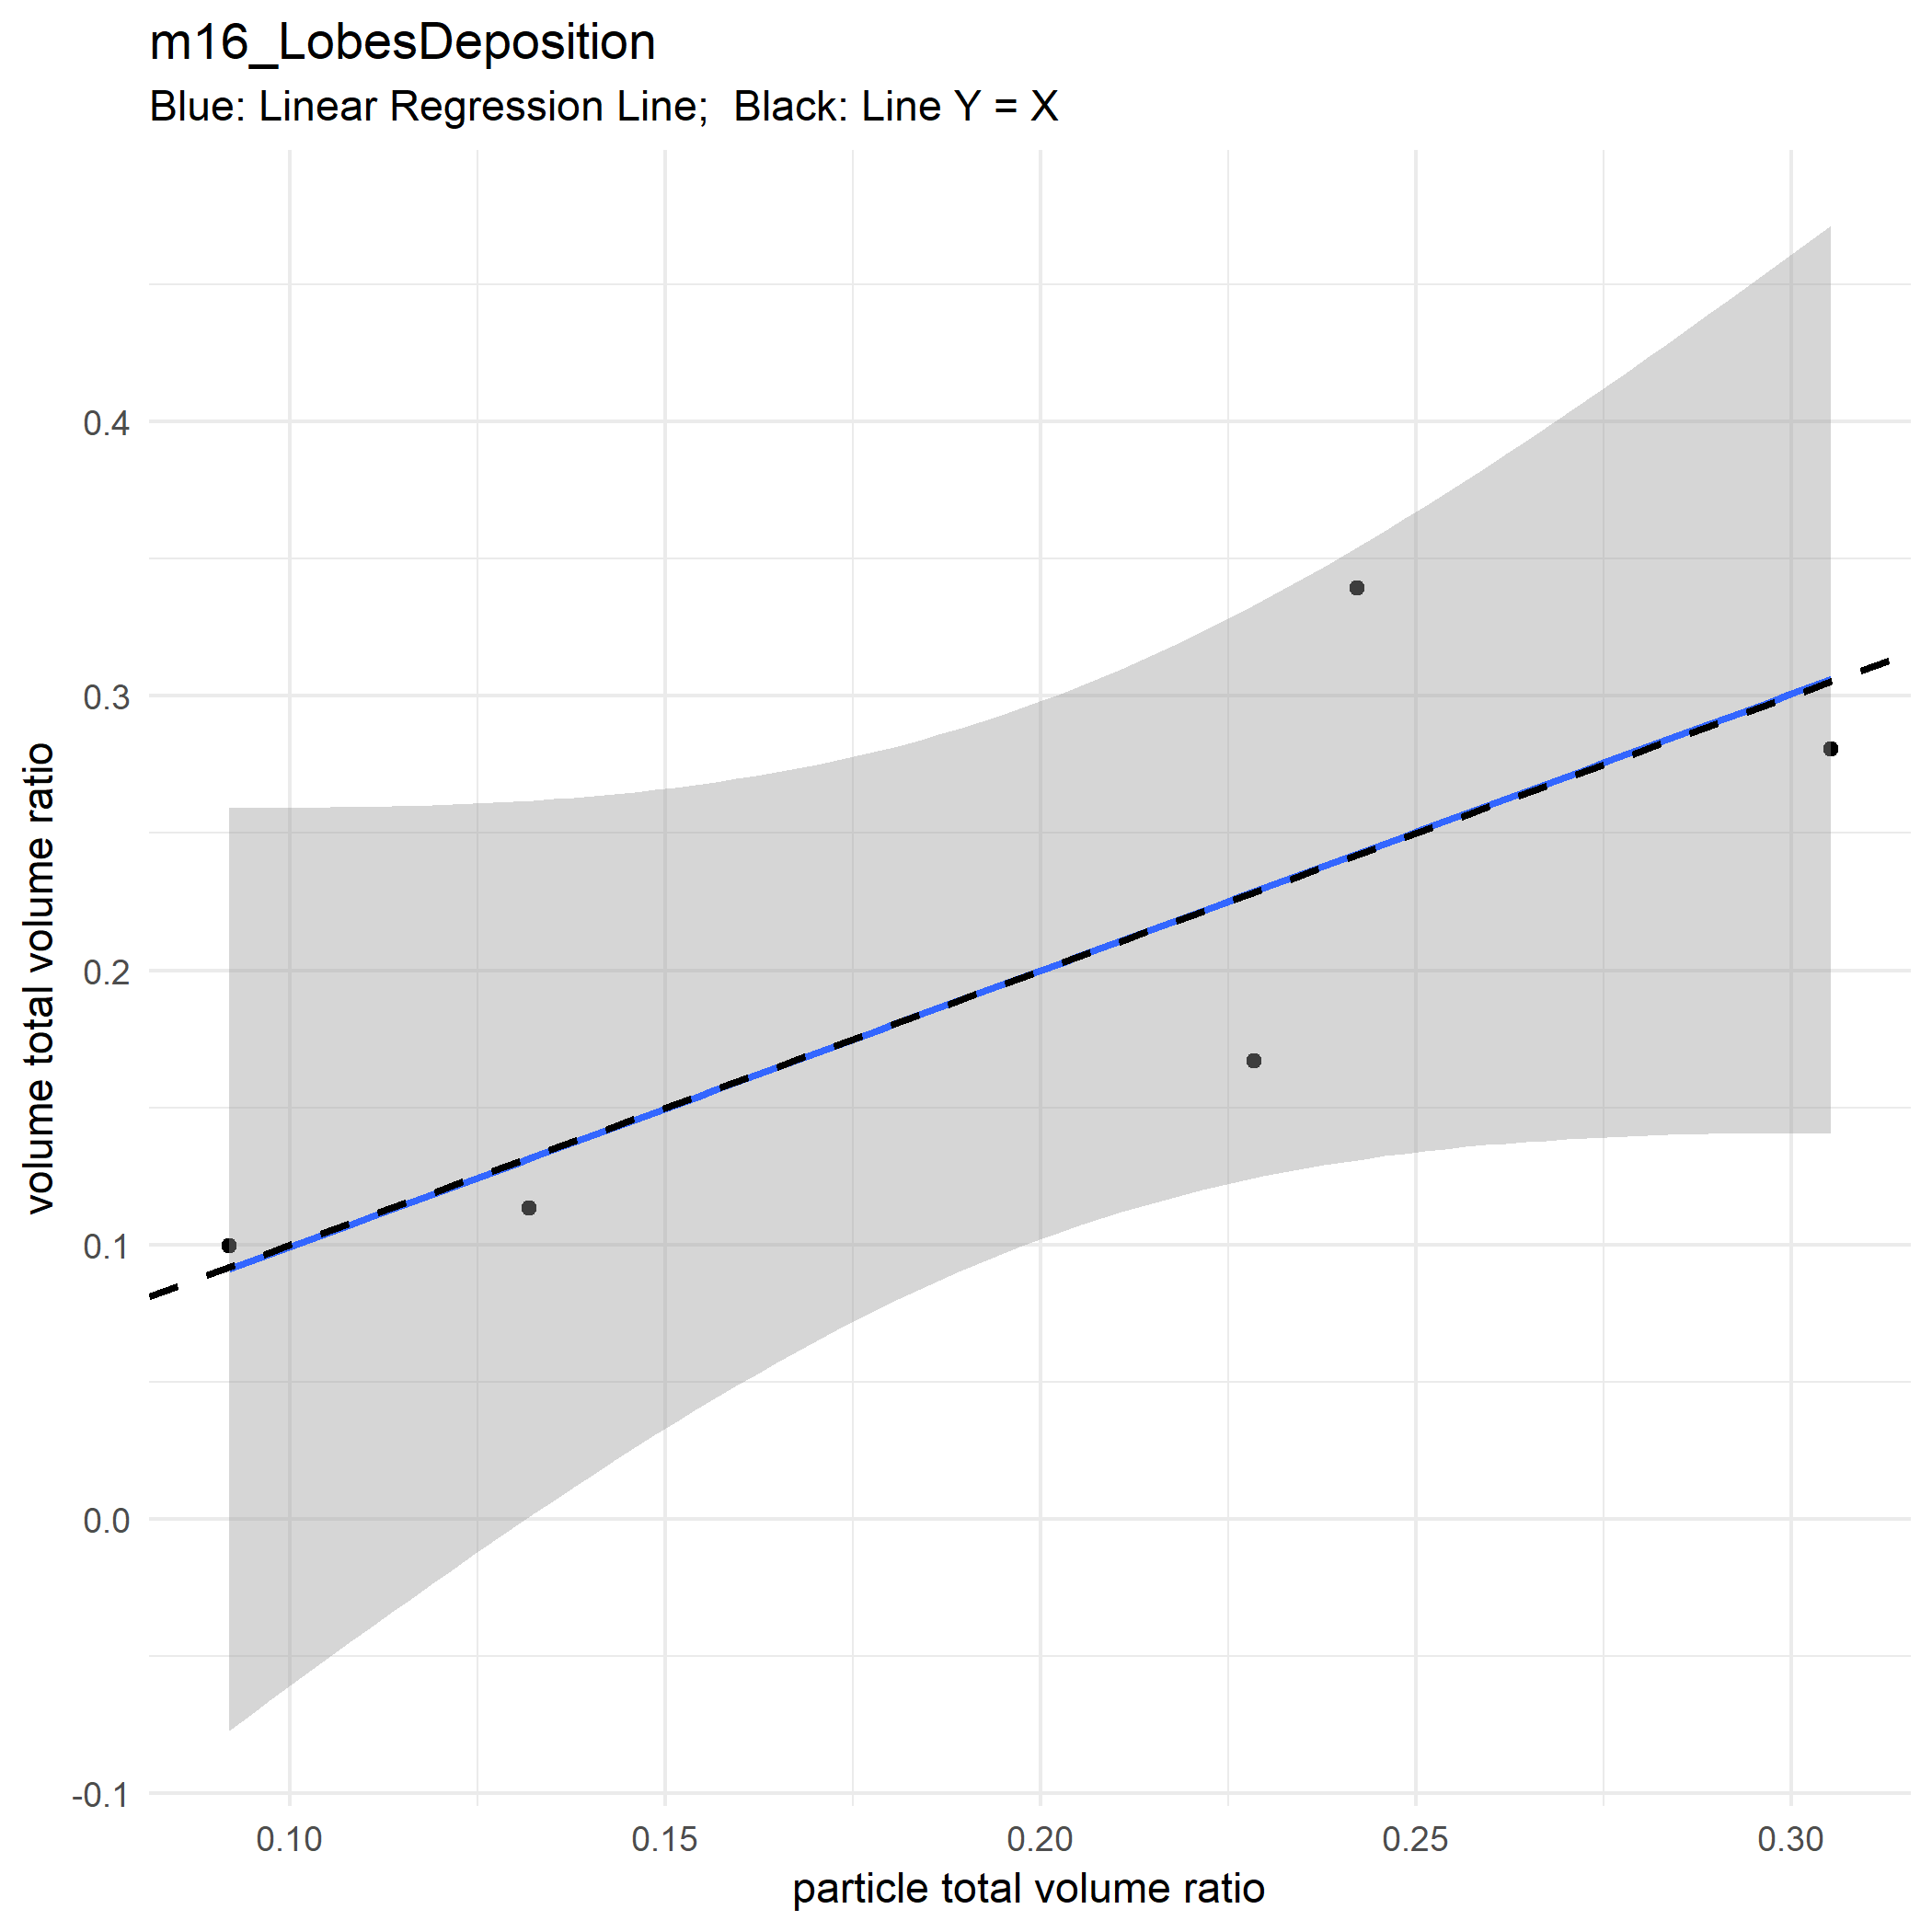 m16_LobesDeposition
Blue: Linear Regression Line;  Black: Line Y = X
volume total volume ratio
0.4
0.3
0.2
0.1
0.0
-0.1
0.10 0.15 0.20 0.25 0.30
particle total volume ratio